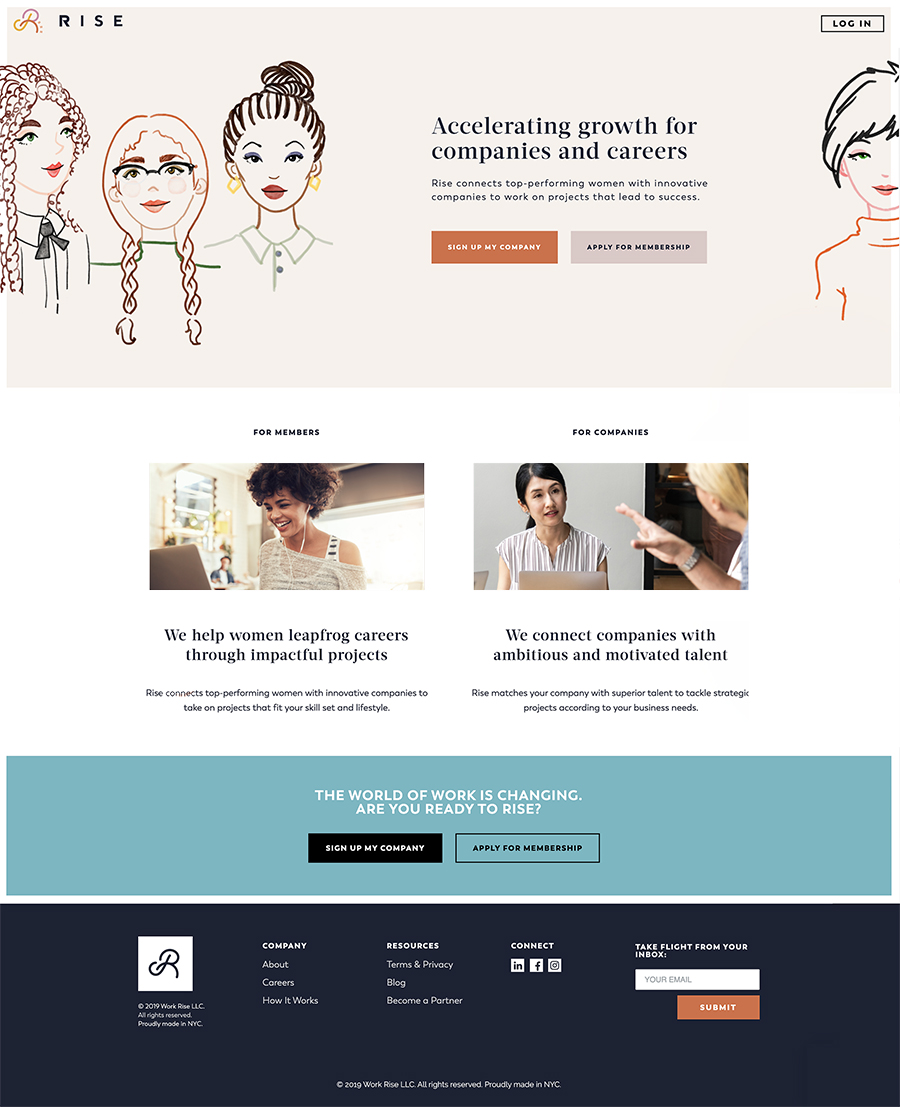 RISE
LOG IN
Accelerating growth for
companies and careers
Rise connects top-performing women with innovative
companies to work on projects that lead to success.
SIGN UP MY COMPANY
APPLY FOR MEMBERSHIP
FOR MEMBERS
We help women leapfrog careers
through impactful projects
Rise connects top-performing women with innovative companies to
take on projects that fit your skill set and lifestyle.
FOR COMPANIES
We connect companies with
ambitious and motivated talent
Rise matches your company with superior talent to tackle strategic
projects according to your business needs.
THE WORLD OF WORK IS CHANGING.
ARE YOU READY TO RISE?
SIGN UP MY COMPANY
APPLY FOR MEMBERSHIP
© 2019 Work Rise LLC.
All rights reserved.
Proudly made in NYC.
COMPANY
About
Careers
How It Works
RESOURCES
Terms & Privacy
Blog
Become a Partner
CONNECT
TAKE FLIGHT FROM YOUR
INBOX:
YOUR EMAIL
SUBMIT
© 2019 Work Rise LLC. All rights reserved. Proudly made in NYC.